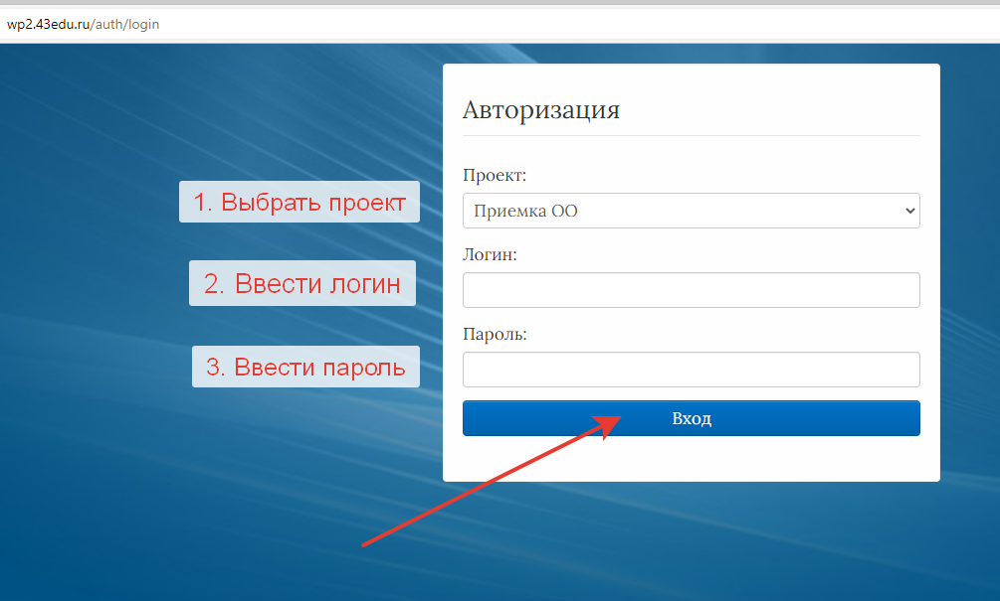 wp2.43edu.ru/auth/login
Авторизация
Проект:
1. Выбрать проект
Приемка ОО
Логин:
2. Ввести логин
Пароль:
3. Ввести пароль
Вход